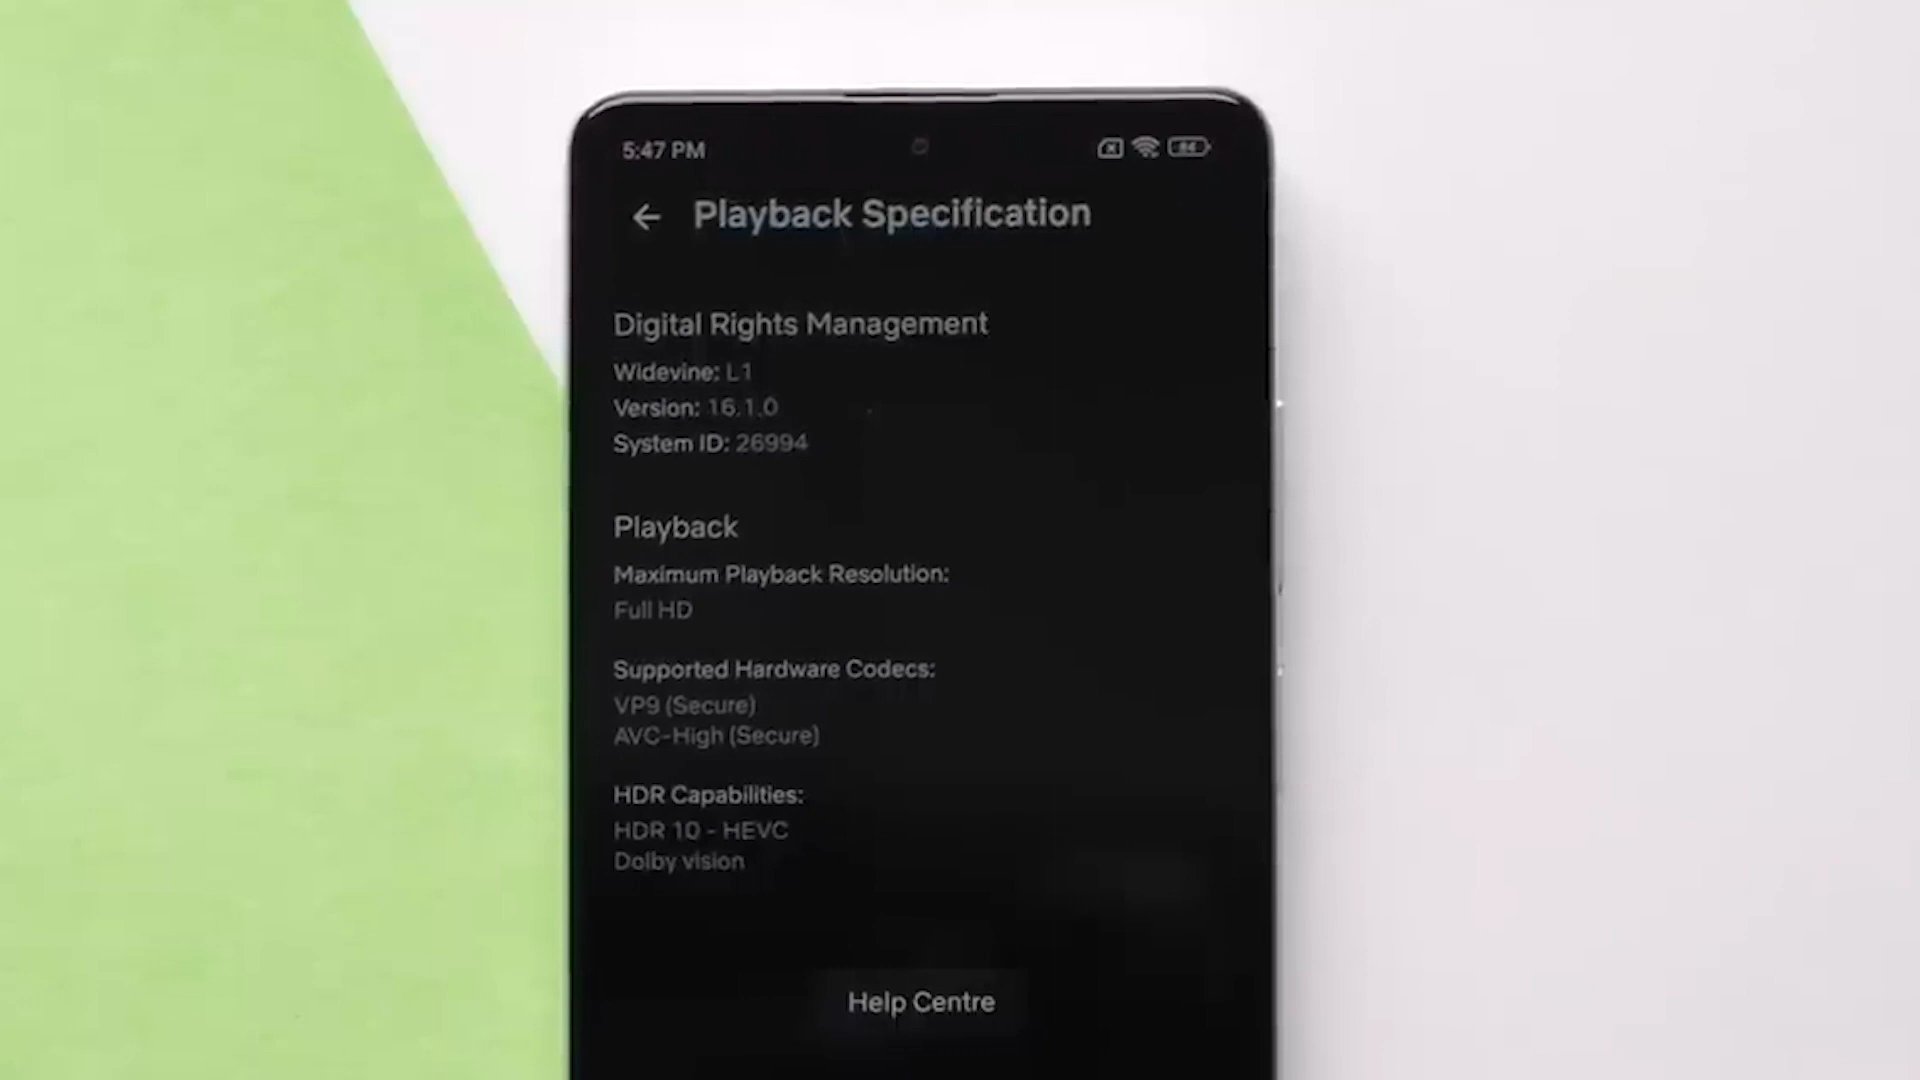 5:47 PM
Playback Specification
Digital Rights Management
Widevine: L1
Version: 16.1.0
System ID: 26994
Playback
Maximum Playback Resolution:
Full HD
Supported Hardware Codecs:
VP9 (Secure)
AVC-High (Secure)
HDR Capabilities:
HDR 10 - HEVC
Dolby vision
Help Centre